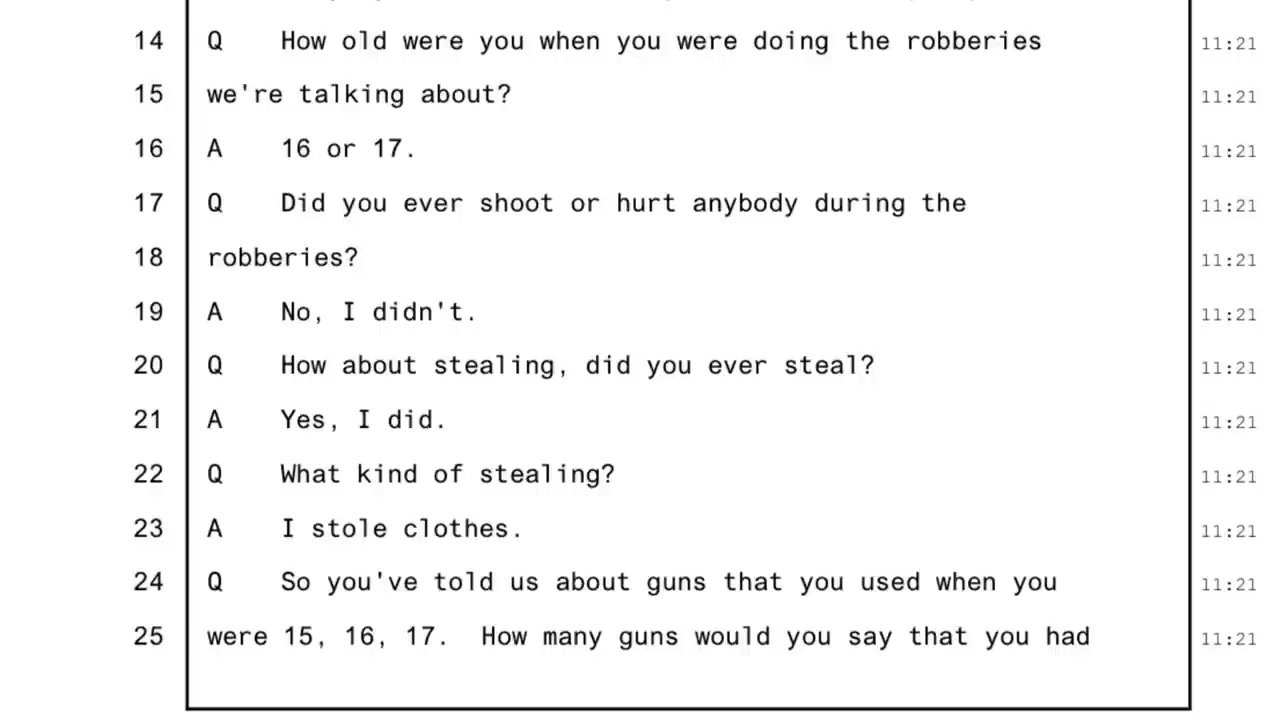 14 Q How old were you when you were doing the robberies 11:21
15 we're talking about? 11:21
16 A 16 or 17. 11:21
17 Q Did you ever shoot or hurt anybody during the 11:21
18 robberies? 11:21
19 A No, I didn't. 11:21
20 Q How about stealing, did you ever steal? 11:21
21 A Yes, I did. 11:21
22 Q What kind of stealing? 11:21
23 A I stole clothes. 11:21
24 Q So you've told us about guns that you used when you 11:21
25 were 15, 16, 17. How many guns would you say that you had 11:21